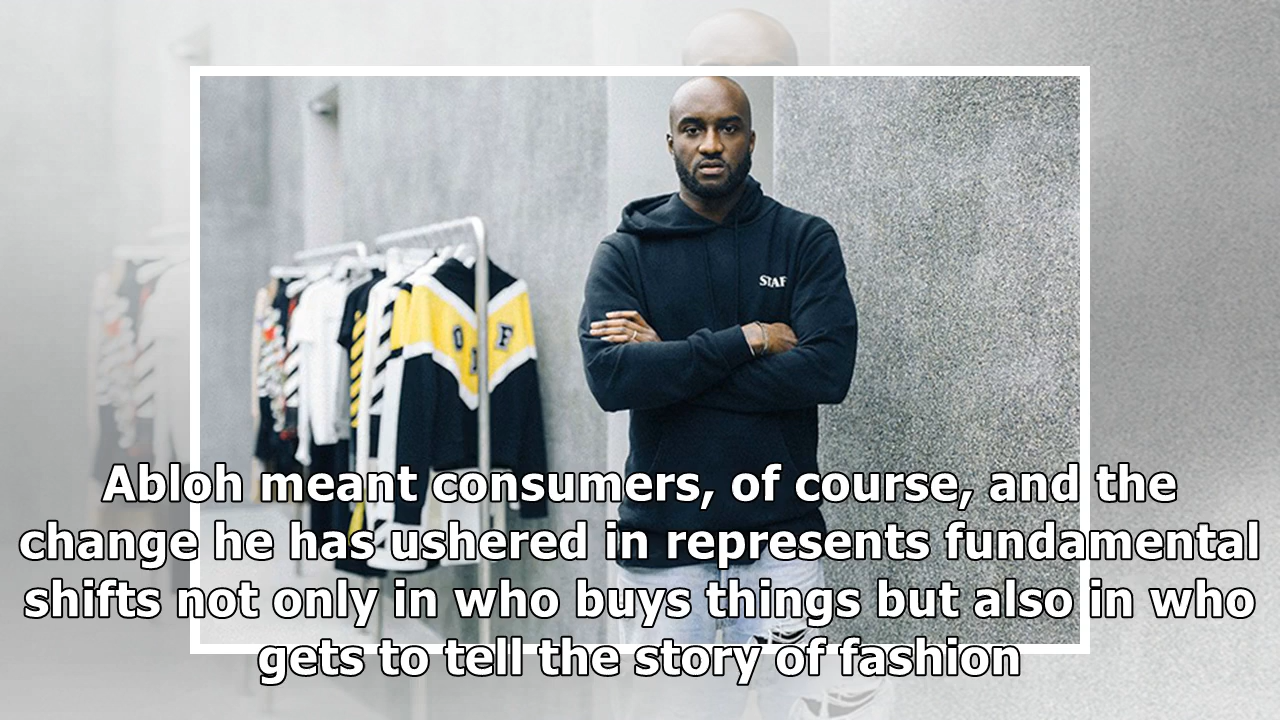 STAF
O F
Abloh meant consumers, of course, and the
change he has ushered in represents fundamental
shifts not only in who buys things but also in who
gets to tell the story of fashion